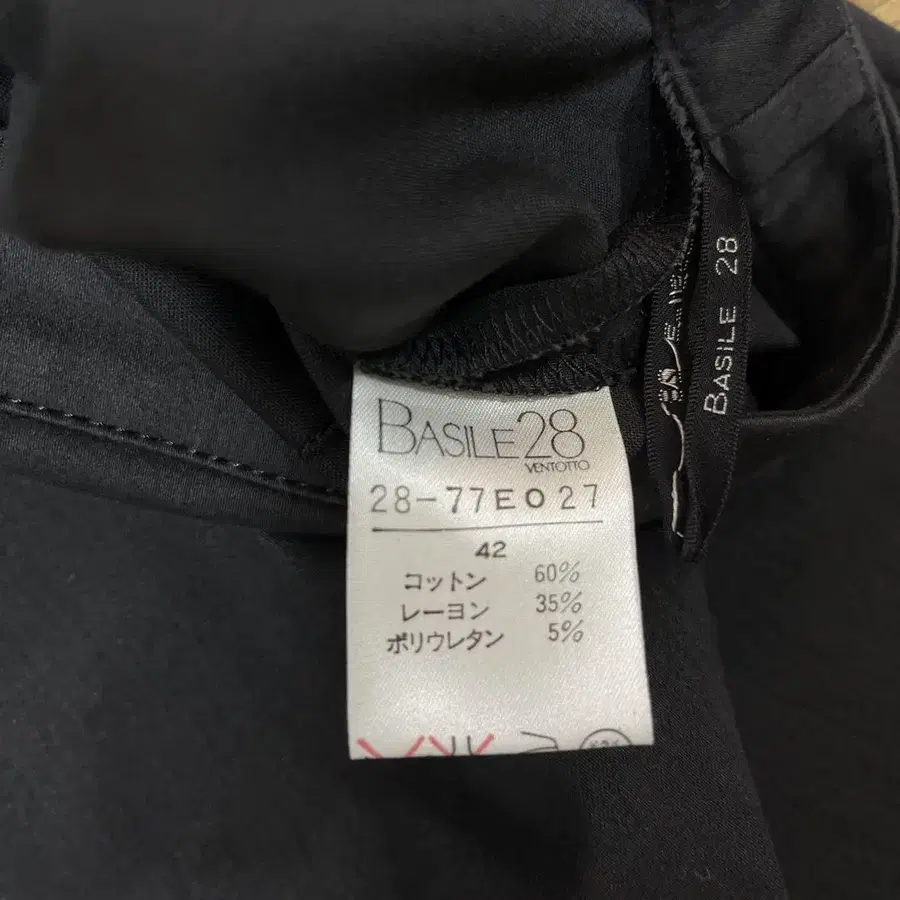 BASILE28
VENTOTTO
28-77EO27
42
コットン 60%
レーヨン 35%
ポリウレタン 5%
BASILE 28